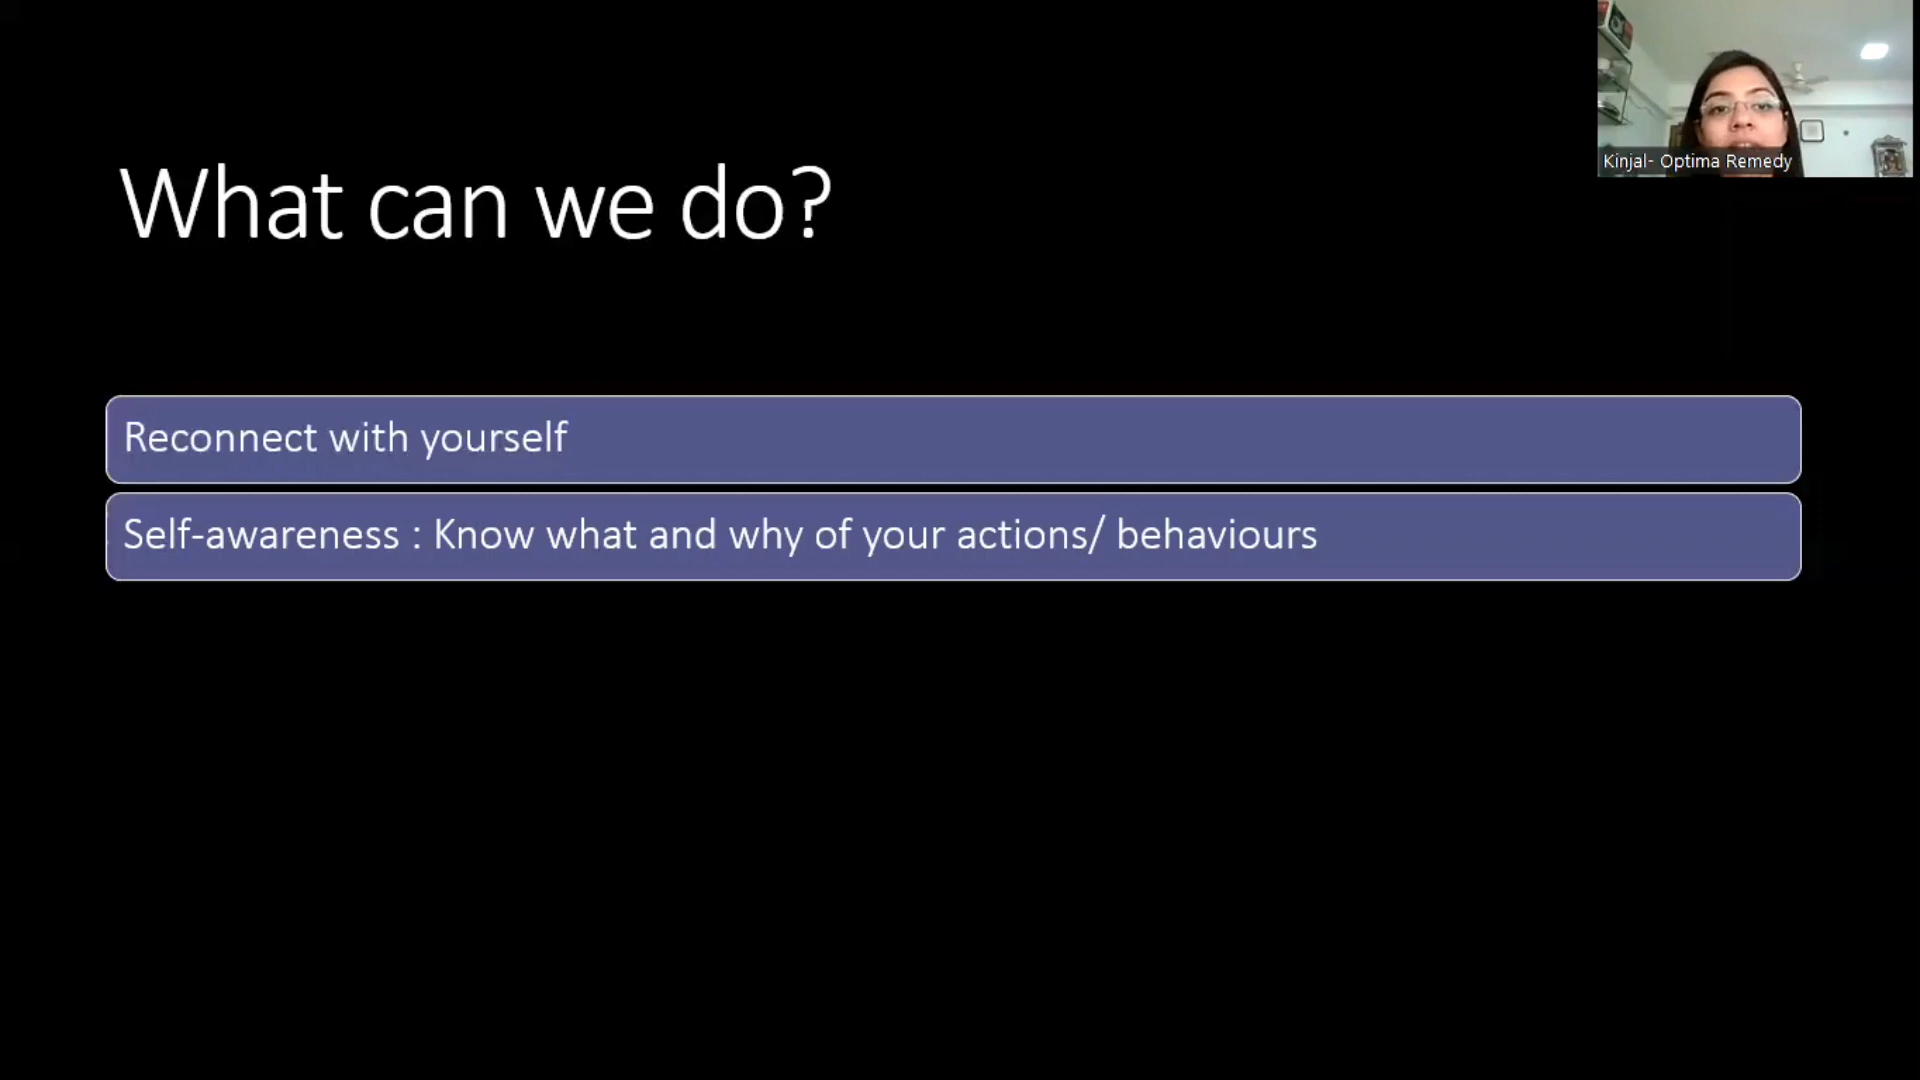 Kinjal- Optima Remedy
What can we do?
Reconnect with yourself
Self-awareness : Know what and why of your actions/ behaviours